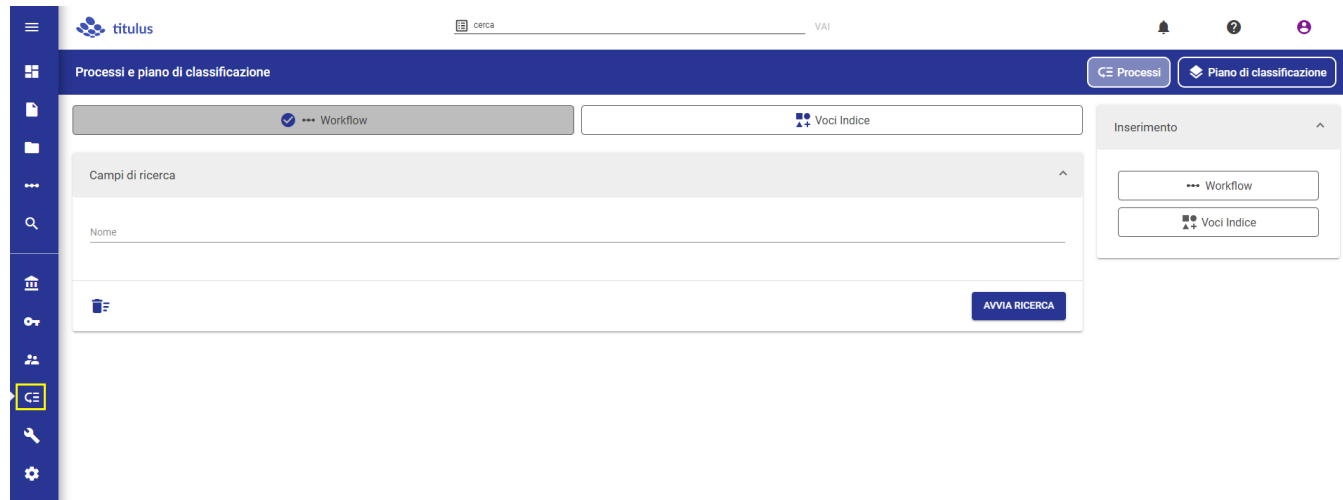 titulus
cerca
VAI
Processi e piano di classificazione
Processi
Piano di classificazione
Workflow
Voci Indice
Inserimento
Campi di ricerca
Workflow
Nome
Voci Indice
AVVIA RICERCA